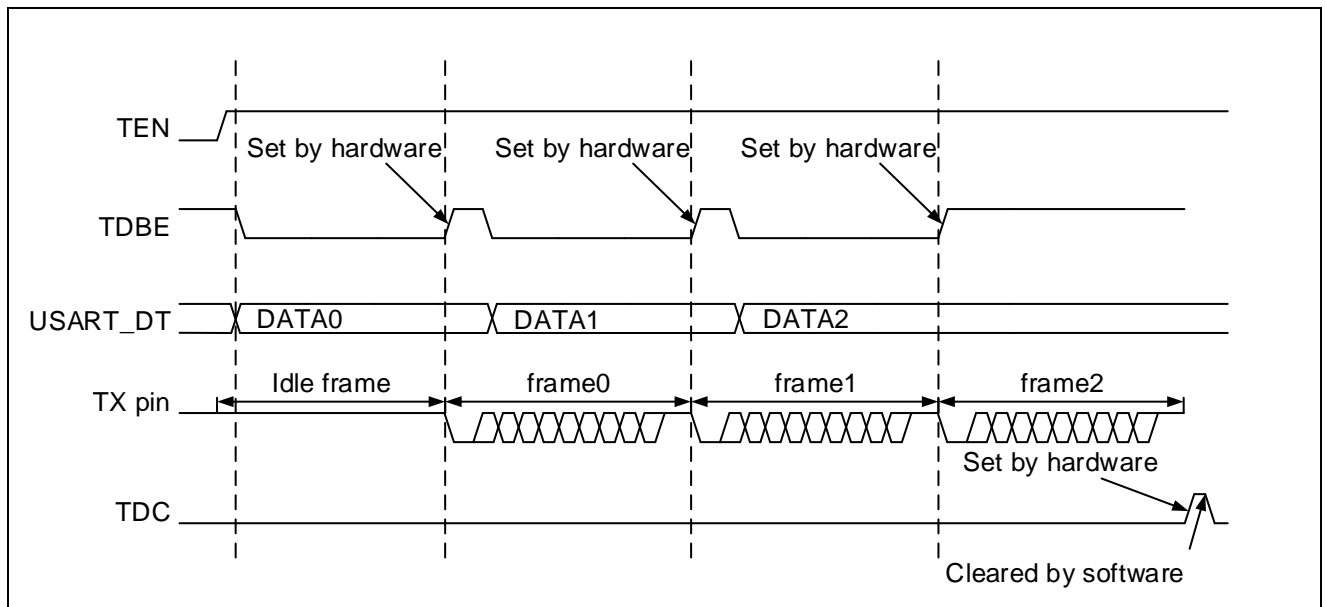 TEN
Set by hardware Set by hardware Set by hardware
TDBE
USART_DT DATA0 DATA1 DATA2
Idle frame frame0 frame1 frame2
TX pin
Set by hardware
TDC
Cleared by software